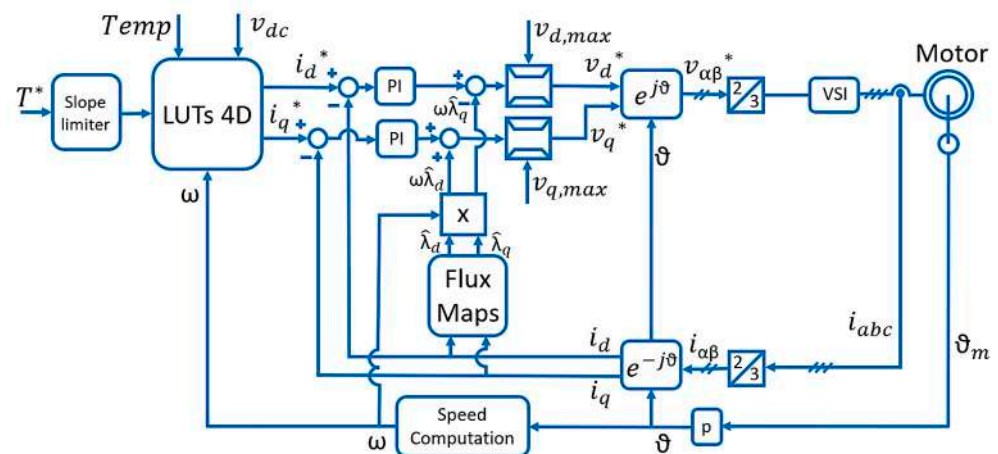 Temp
v_dc
v_d,max
Motor
T*
Slope
limiter
LUTs 4D
i_d*
+
−
PI
+
−
v_d*
e^jϑ
v_αβ*
2
3
VSI
i_q*
+
−
PI
+
+
ωλ̂_q
v_q*
ω
ωλ̂_d
v_q,max
ϑ
x
λ̂_d
λ̂_q
Flux
Maps
i_abc
ϑ_m
i_d
e^−jϑ
i_αβ
2
3
i_q
ω
Speed
Computation
ϑ
p